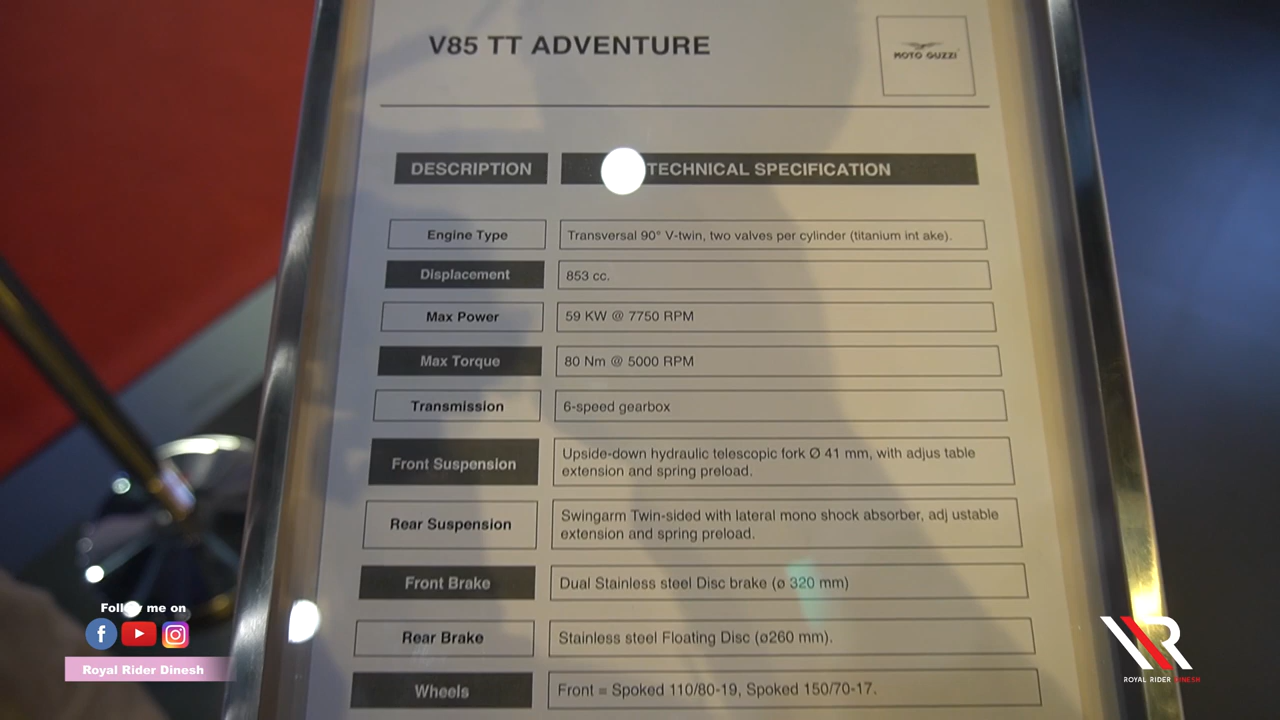 V85 TT ADVENTURE
MOTO GUZZI
DESCRIPTION
TECHNICAL SPECIFICATION
Engine Type
Transversal 90° V-twin, two valves per cylinder (titanium int ake).
Displacement
853 cc.
Max Power
59 KW @ 7750 RPM
Max Torque
80 Nm @ 5000 RPM
Transmission
6-speed gearbox
Front Suspension
Upside-down hydraulic telescopic fork Ø 41 mm, with adjus table
extension and spring preload.
Rear Suspension
Swingarm Twin-sided with lateral mono shock absorber, adj ustable
extension and spring preload.
Front Brake
Dual Stainless steel Disc brake (ø 320 mm)
Rear Brake
Stainless steel Floating Disc (ø260 mm).
Wheels
Front = Spoked 110/80-19, Spoked 150/70-17.
Follow me on
Royal Rider Dinesh
ROYAL RIDER DINESH